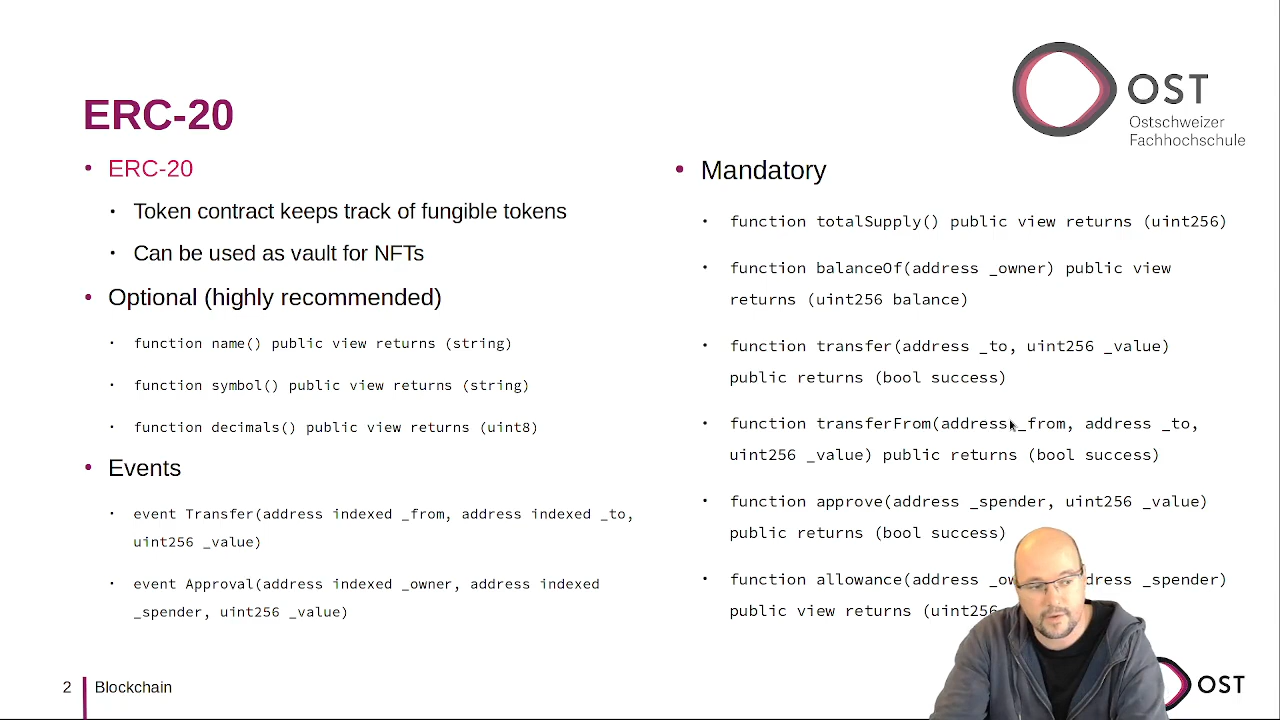 OST
Ostschweizer
Fachhochschule
ERC-20
• ERC-20
• Token contract keeps track of fungible tokens
• Can be used as vault for NFTs
• Optional (highly recommended)
• function name() public view returns (string)
• function symbol() public view returns (string)
• function decimals() public view returns (uint8)
• Events
• event Transfer(address indexed _from, address indexed _to,
uint256 _value)
• event Approval(address indexed _owner, address indexed
_spender, uint256 _value)
• Mandatory
• function totalSupply() public view returns (uint256)
• function balanceOf(address _owner) public view
returns (uint256 balance)
• function transfer(address _to, uint256 _value)
public returns (bool success)
• function transferFrom(address _from, address _to,
uint256 _value) public returns (bool success)
• function approve(address _spender, uint256 _value)
public returns (bool success)
• function allowance(address _spender)
public view returns (uint256
2 Blockchain
OST